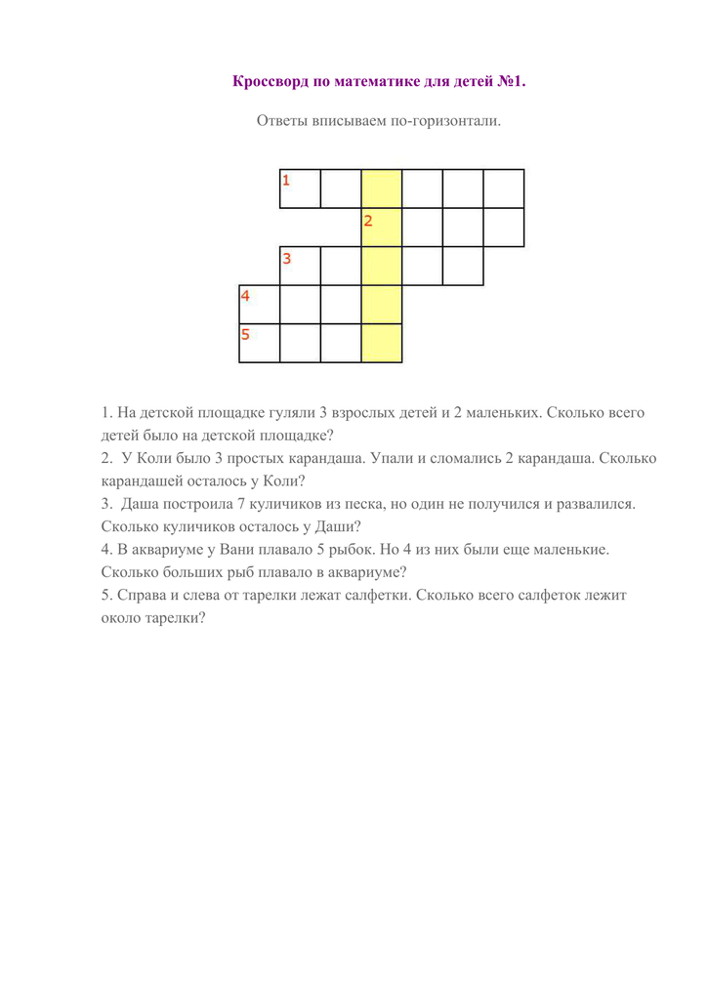 Кроссворд по математике для детей №1.
Ответы вписываем по-горизонтали.
1
2
3
4
5
1. На детской площадке гуляли 3 взрослых детей и 2 маленьких. Сколько всего
детей было на детской площадке?
2.  У Коли было 3 простых карандаша. Упали и сломались 2 карандаша. Сколько
карандашей осталось у Коли?
3.  Даша построила 7 куличиков из песка, но один не получился и развалился.
Сколько куличиков осталось у Даши?
4. В аквариуме у Вани плавало 5 рыбок. Но 4 из них были еще маленькие.
Сколько больших рыб плавало в аквариуме?
5. Справа и слева от тарелки лежат салфетки. Сколько всего салфеток лежит
около тарелки?